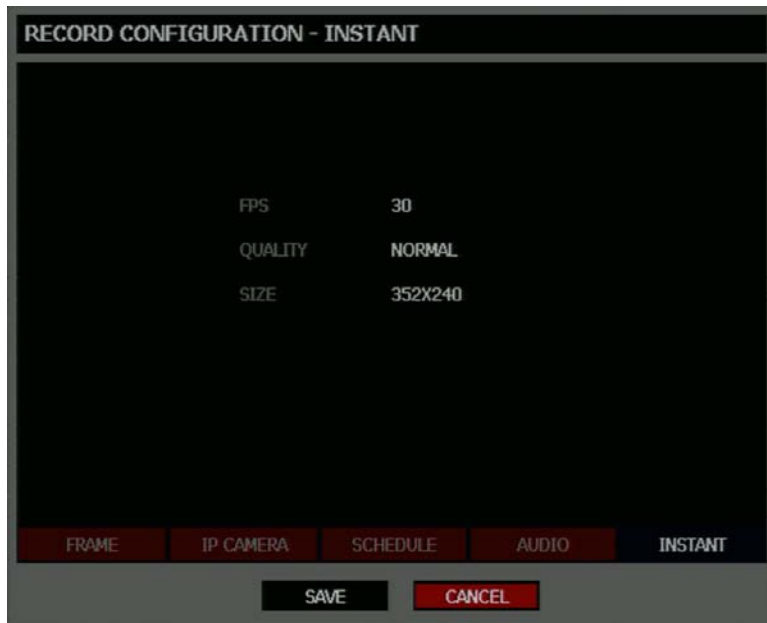 RECORD CONFIGURATION - INSTANT
FPS 30
QUALITY NORMAL
SIZE 352X240
FRAME IP CAMERA SCHEDULE AUDIO INSTANT
SAVE CANCEL